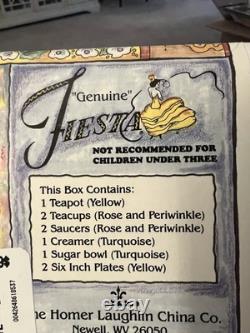 "Genuine"
FIESTA
NOT RECOMMENDED FOR
CHILDREN UNDER THREE
This Box Contains:
1 Teapot (Yellow)
2 Teacups (Rose and Periwinkle)
2 Saucers (Rose and Periwinkle)
1 Creamer (Turquoise)
1 Sugar bowl (Turquoise)
2 Six Inch Plates (Yellow)
Homer Laughlin China Co.
Newell, WV 26050